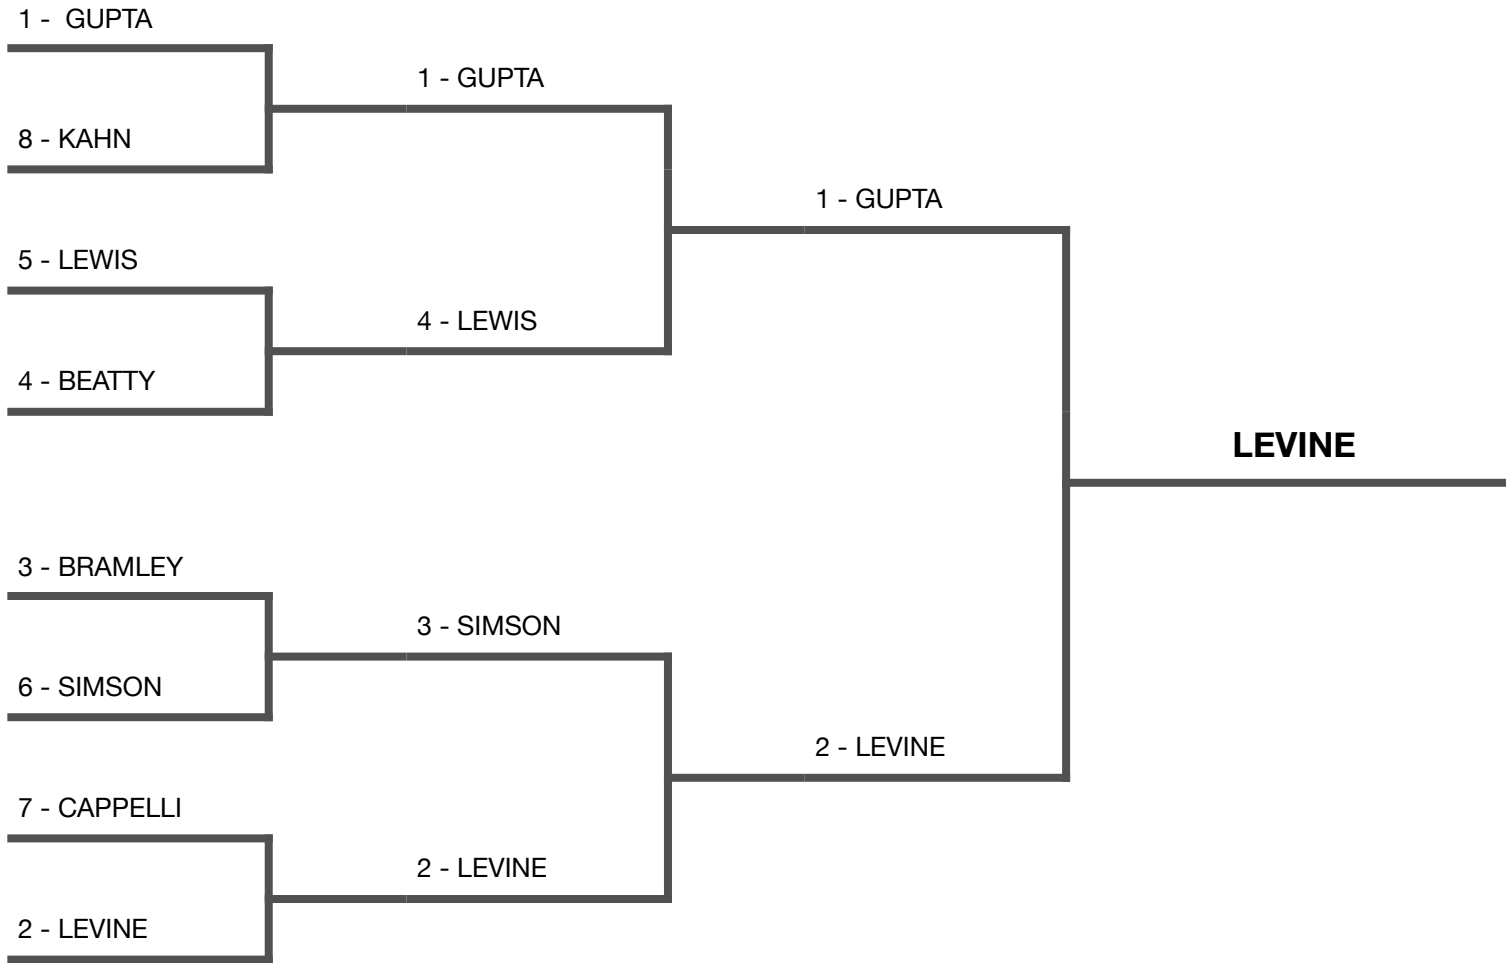 1 -  GUPTA
8 - KAHN
5 - LEWIS
4 - BEATTY
3 - BRAMLEY
6 - SIMSON
7 - CAPPELLI
2 - LEVINE
1 - GUPTA
4 - LEWIS
3 - SIMSON
2 - LEVINE
1 - GUPTA
2 - LEVINE
LEVINE